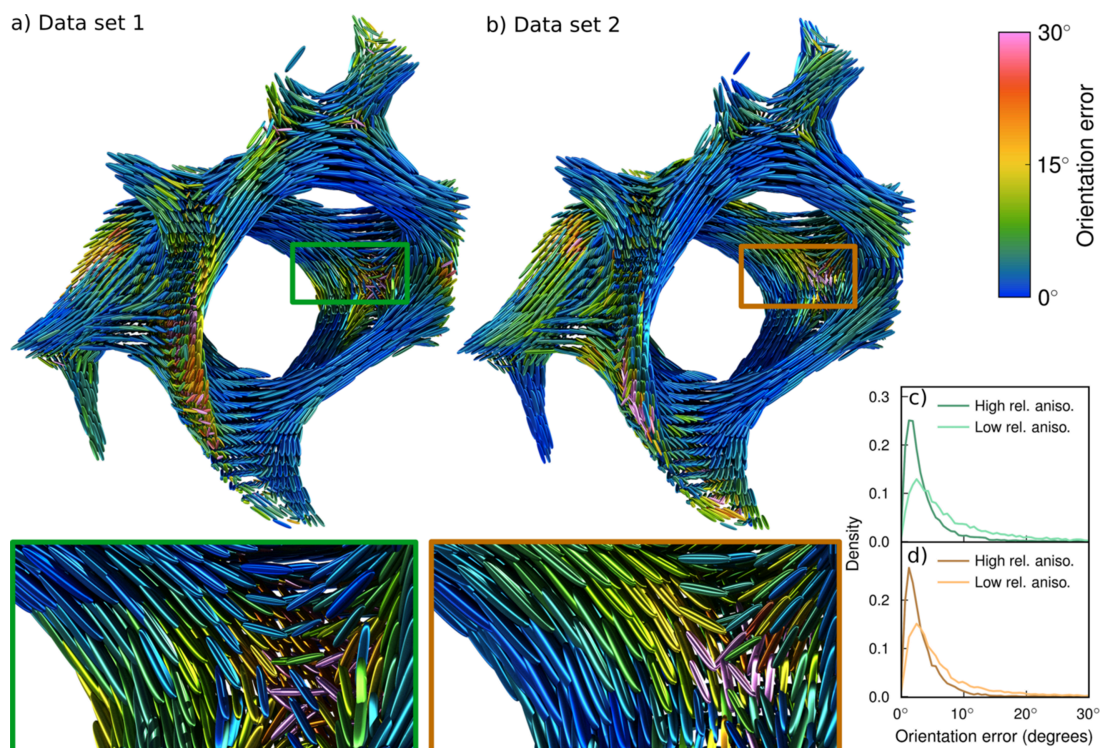 a) Data set 1
b) Data set 2
30°
15°
0°
Orientation error
c)
High rel. aniso.
Low rel. aniso.
0.3
0.2
0.1
0.0
Density
d)
High rel. aniso.
Low rel. aniso.
0.2
0.1
0.0
0° 10° 20° 30°
Orientation error (degrees)